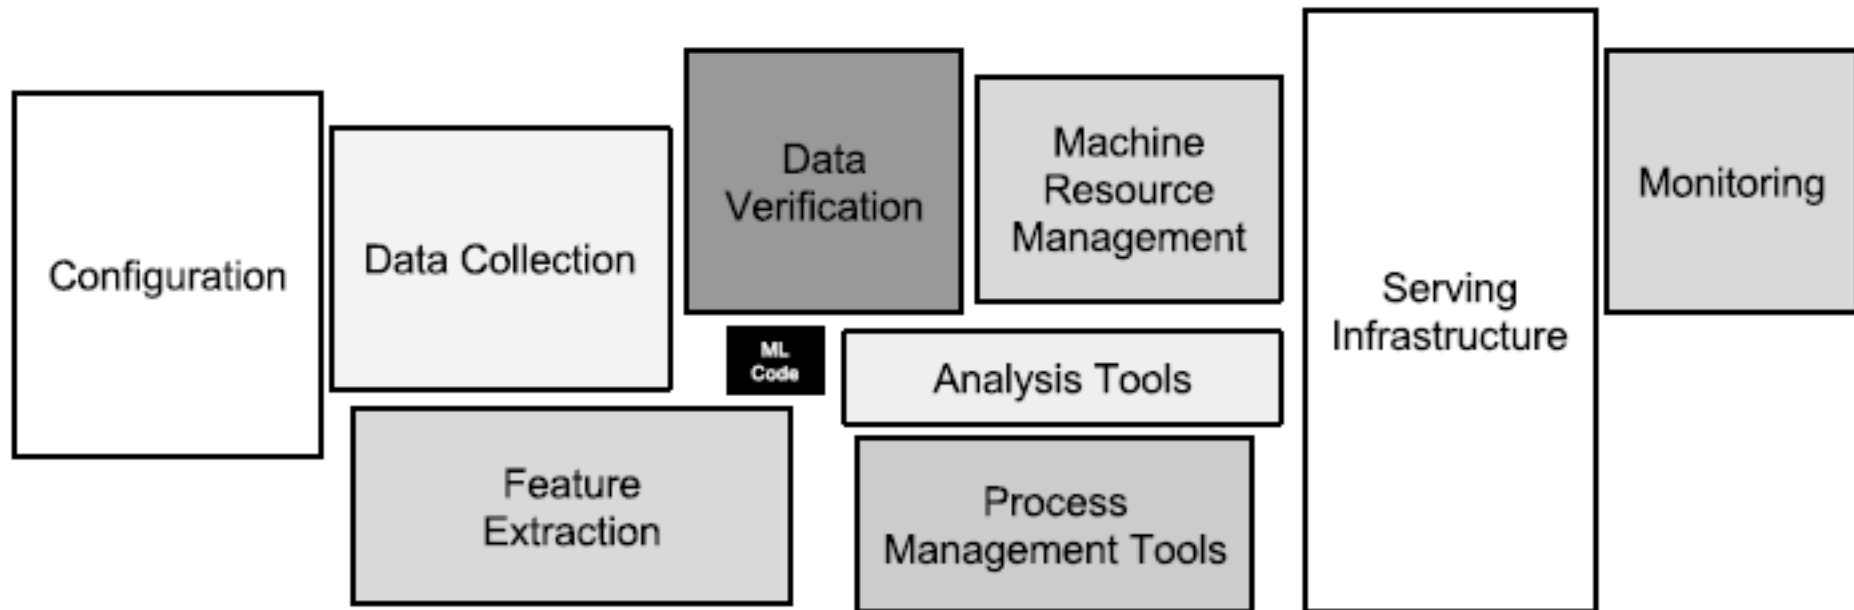 Configuration
Data Collection
Feature
Extraction
Data
Verification
ML
Code
Machine
Resource
Management
Analysis Tools
Process
Management Tools
Serving
Infrastructure
Monitoring